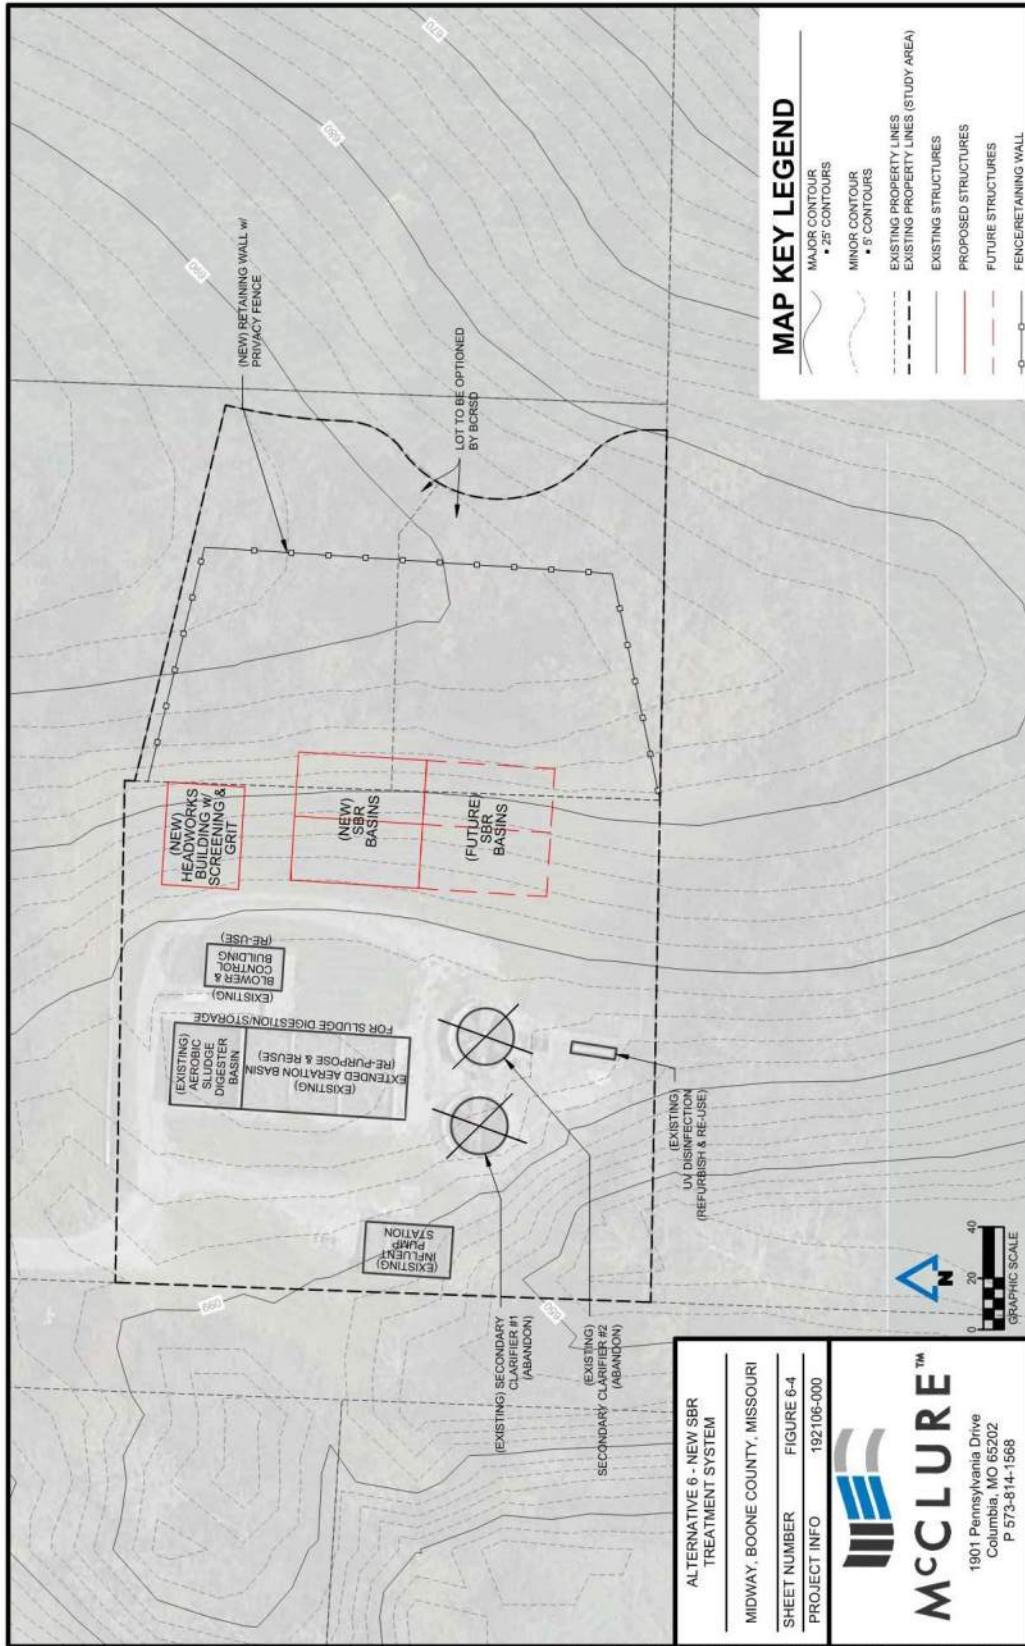 870
880
890
660
650
(NEW) RETAINING WALL w/
PRIVACY FENCE
LOT TO BE OPTIONED
BY BCRSD
(NEW)
HEADWORKS
BUILDING w/
SCREENING &
GRIT
(NEW)
SBR
BASINS
(FUTURE)
SBR
BASINS
(EXISTING)
BLOWER &
CONTROL
BUILDING
(RE-USE)
(EXISTING)
AEROBIC
SLUDGE
DIGESTER
BASIN
(EXISTING)
EXTENDED AERATION BASIN
(RE-PURPOSE & REUSE)
FOR SLUDGE DIGESTION/STORAGE
(EXISTING)
INFLUENT
PUMP
STATION
(EXISTING) SECONDARY
CLARIFIER #1
(ABANDON)
(EXISTING)
SECONDARY CLARIFIER #2
(ABANDON)
(EXISTING)
UV DISINFECTION
(REFURBISH & RE-USE)
MAP KEY LEGEND
MAJOR CONTOUR
• 25' CONTOURS
MINOR CONTOUR
• 5' CONTOURS
EXISTING PROPERTY LINES
EXISTING PROPERTY LINES (STUDY AREA)
EXISTING STRUCTURES
PROPOSED STRUCTURES
FUTURE STRUCTURES
FENCE/RETAINING WALL
N
0 20 40
GRAPHIC SCALE
ALTERNATIVE 6 - NEW SBR
TREATMENT SYSTEM
MIDWAY, BOONE COUNTY, MISSOURI
SHEET NUMBER FIGURE 6-4
PROJECT INFO 192106-000
McCLURE™
1901 Pennsylvania Drive
Columbia, MO 65202
P 573-814-1568